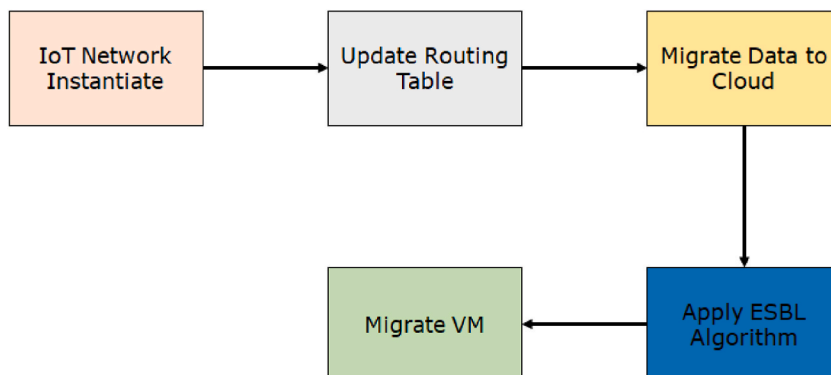 IoT Network
Instantiate
Update Routing
Table
Migrate Data to
Cloud
Apply ESBL
Algorithm
Migrate VM